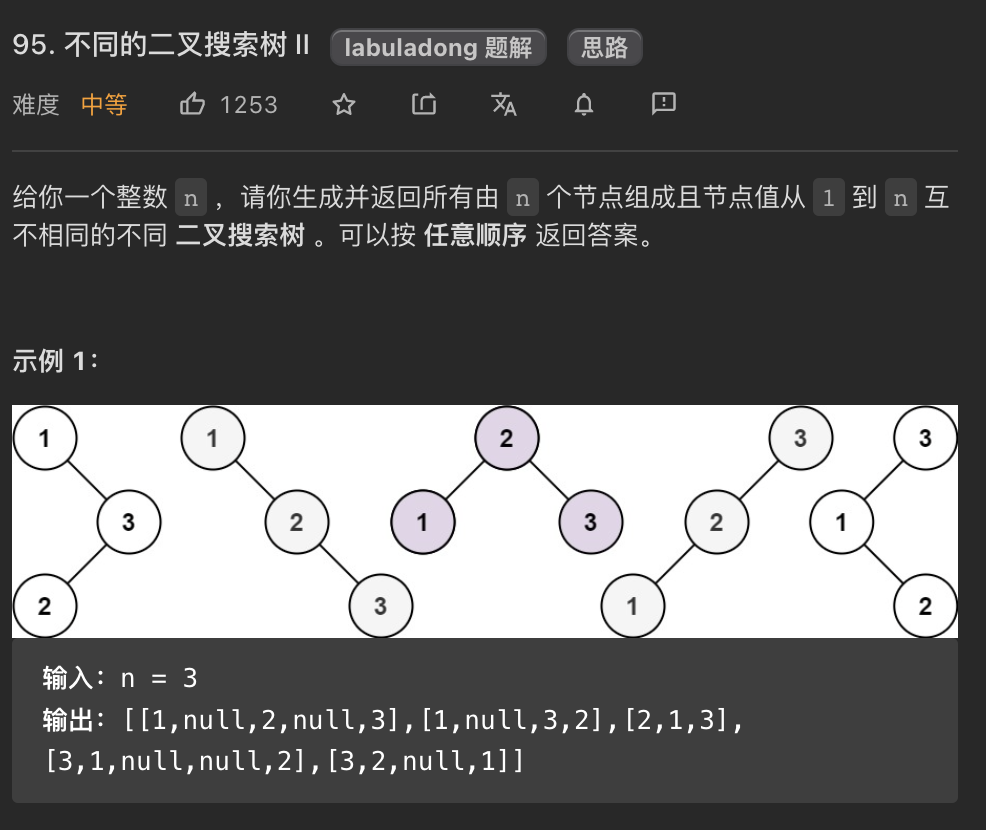 95. 不同的二叉搜索树 II labuladong 题解 思路
难度 中等 1253
给你一个整数 n ，请你生成并返回所有由 n 个节点组成且节点值从 1 到 n 互
不相同的不同 二叉搜索树 。可以按 任意顺序 返回答案。
示例 1：
1 1 2 3 3
3 2 1 3 2 1
2 3 1 2
输入：n = 3
输出：[[1,null,2,null,3],[1,null,3,2],[2,1,3],
[3,1,null,null,2],[3,2,null,1]]